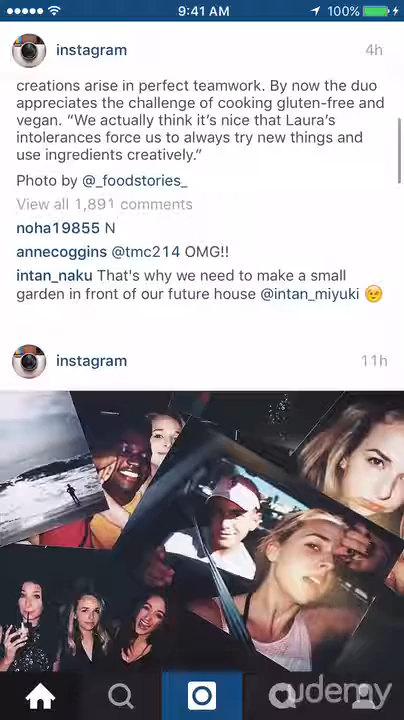 9:41 AM 100%
instagram 4h
creations arise in perfect teamwork. By now the duo
appreciates the challenge of cooking gluten-free and
vegan. “We actually think it’s nice that Laura’s
intolerances force us to always try new things and
use ingredients creatively.”
Photo by @_foodstories_
View all 1,891 comments
noha19855 N
annecoggins @tmc214 OMG!!
intan_naku That's why we need to make a small
garden in front of our future house @intan_miyuki 😊
instagram 11h
udemy